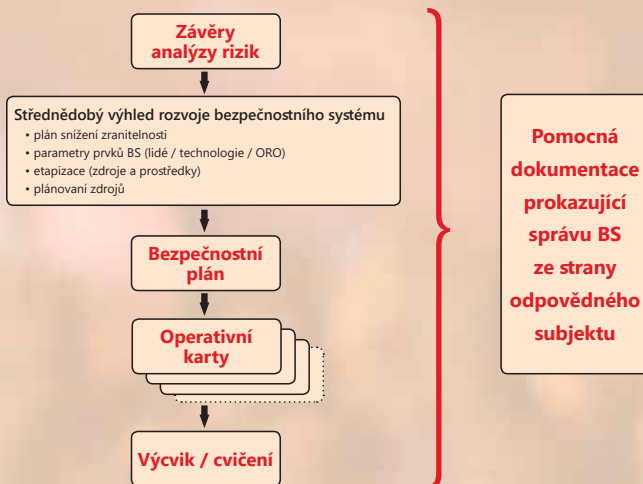 Závěry
analýzy rizik
Střednědobý výhled rozvoje bezpečnostního systému
• plán snížení zranitelnosti
• parametry prvků BS (lidé / technologie / ORO)
• etapizace (zdroje a prostředky)
• plánovaní zdrojů
Bezpečnostní
plán
Operativní
karty
Výcvik / cvičení
Pomocná
dokumentace
prokazující
správu BS
ze strany
odpovědného
subjektu